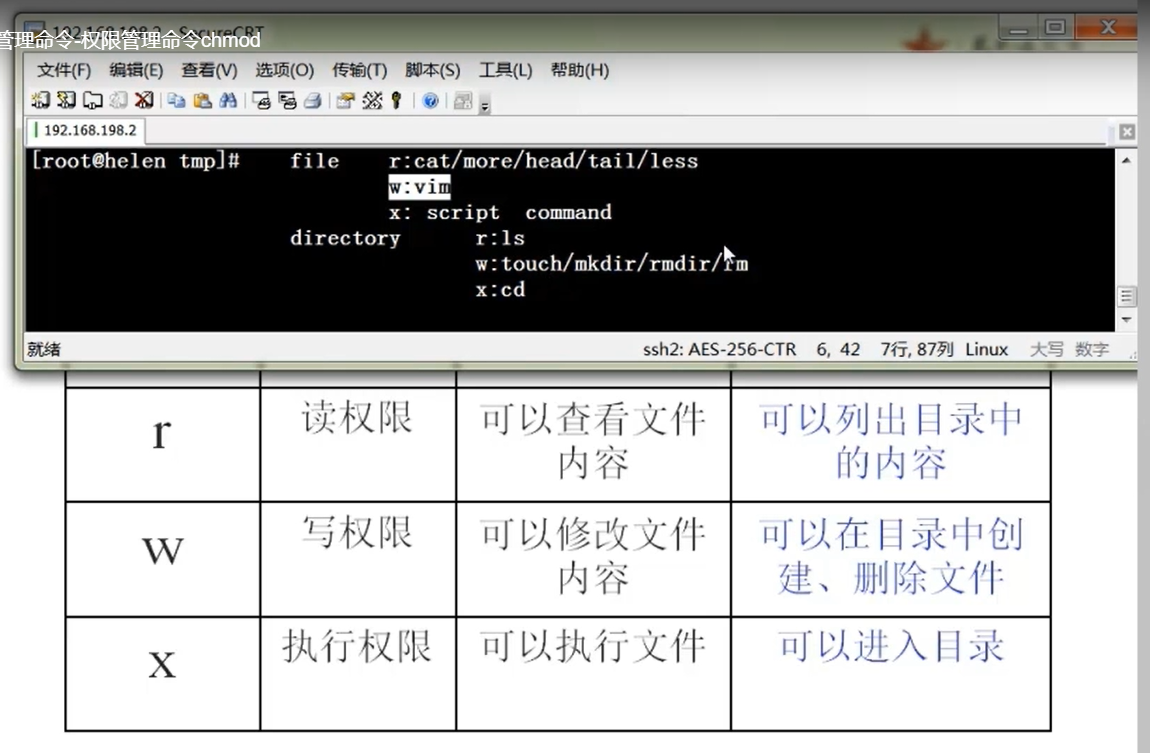 192.168.198.2 - SecureCRT
管理命令-权限管理命令chmod
文件(F) 编辑(E) 查看(V) 选项(O) 传输(T) 脚本(S) 工具(L) 帮助(H)
192.168.198.2
[root@helen tmp]# file r:cat/more/head/tail/less
w:vim
x: script command
directory r:ls
w:touch/mkdir/rmdir/rm
x:cd
就绪 ssh2: AES-256-CTR 6, 42 7行, 87列 Linux 大写 数字
r 读权限 可以查看文件 可以列出目录中
内容 的内容
w 写权限 可以修改文件 可以在目录中创
内容 建、删除文件
x 执行权限 可以执行文件 可以进入目录